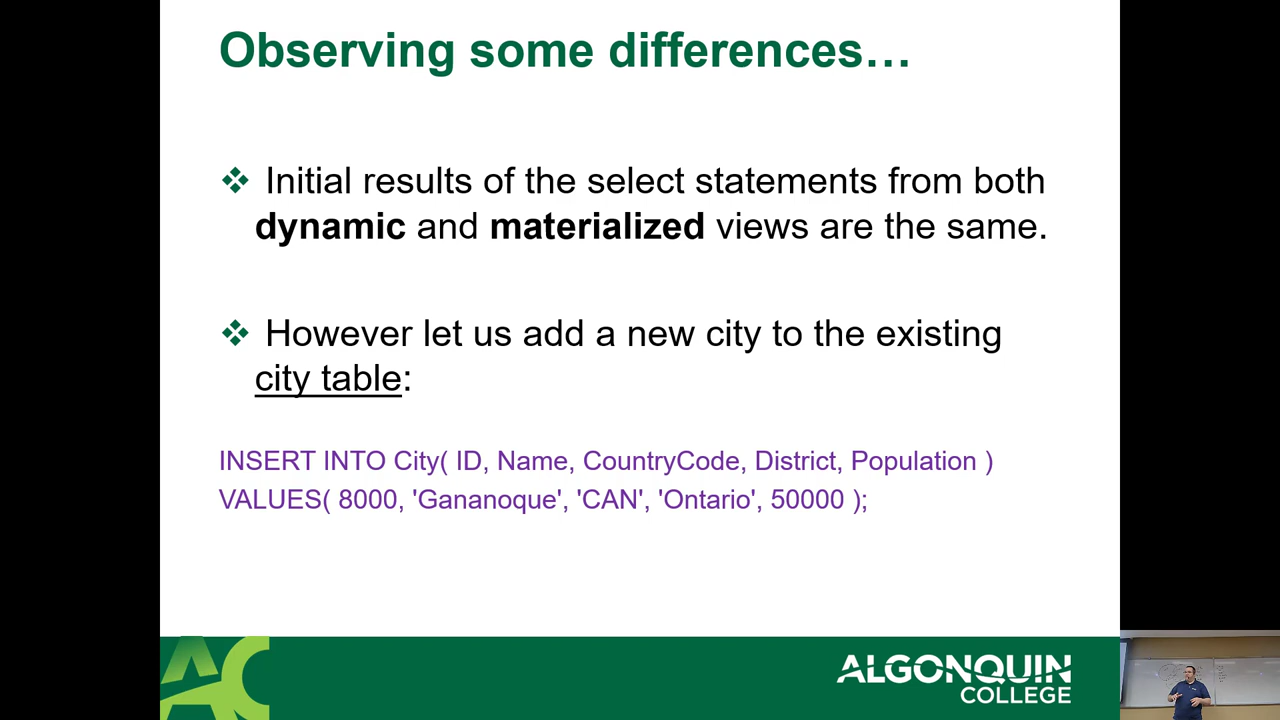 Observing some differences…
❖ Initial results of the select statements from both
dynamic and materialized views are the same.
❖ However let us add a new city to the existing
city table:
INSERT INTO City( ID, Name, CountryCode, District, Population )
VALUES( 8000, 'Gananoque', 'CAN', 'Ontario', 50000 );
AC
ALGONQUIN
COLLEGE